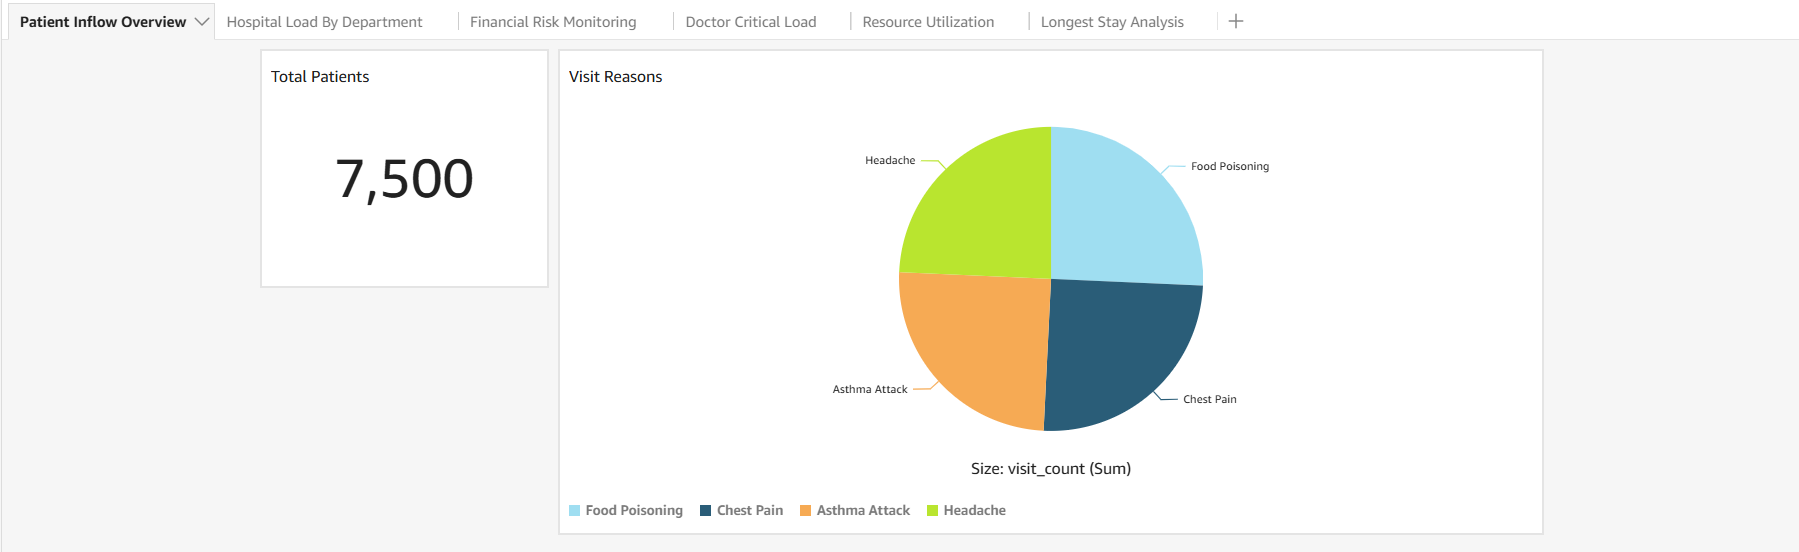 Patient Inflow Overview
Hospital Load By Department
Financial Risk Monitoring
Doctor Critical Load
Resource Utilization
Longest Stay Analysis
Total Patients
7,500
Visit Reasons
Headache
Food Poisoning
Asthma Attack
Chest Pain
Size: visit_count (Sum)
Food Poisoning Chest Pain Asthma Attack Headache